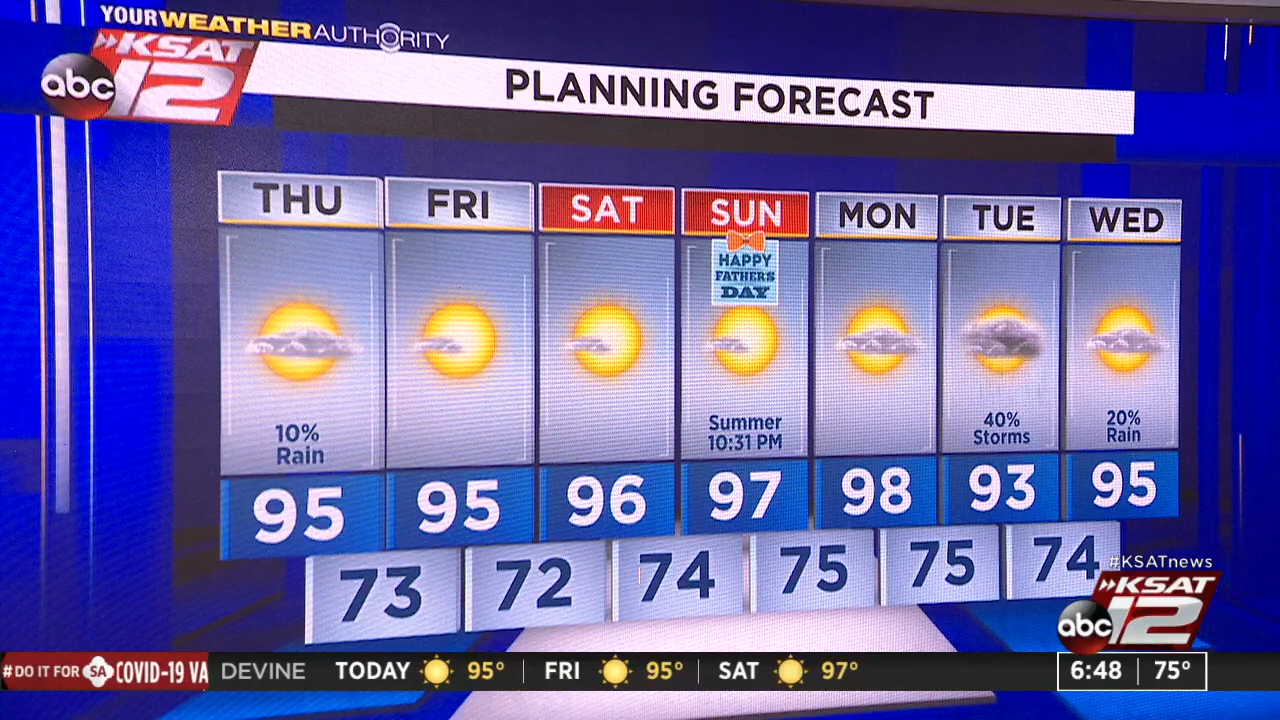 YOURWEATHERAUTHORITY
KSAT
abc 12
PLANNING FORECAST
THU FRI SAT SUN MON TUE WED
HAPPY
FATHERS
DAY
10%
Rain
Summer
10:31 PM
40%
Storms
20%
Rain
95 95 96 97 98 93 95
73 72 74 75 75 74
#KSATnews
KSAT
abc 12
#DO IT FOR SA COVID-19 VA DEVINE TODAY 95° FRI 95° SAT 97° 6:48 75°